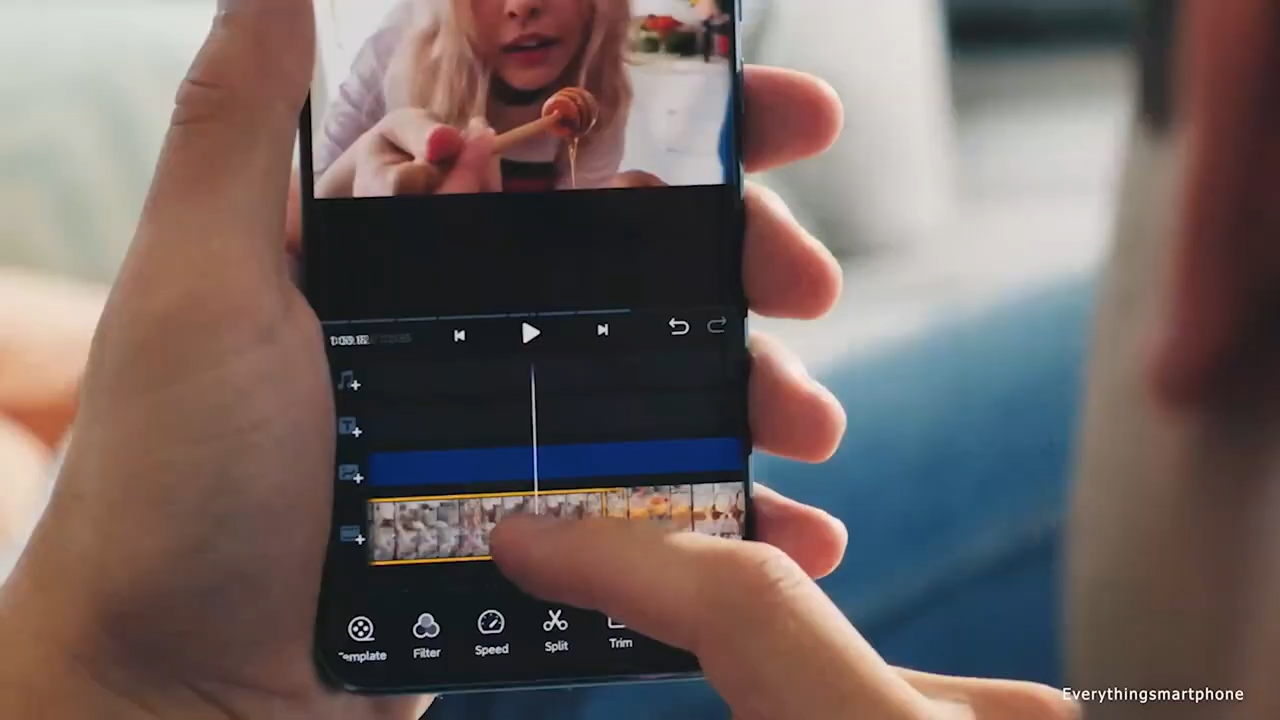 Template
Filter
Speed
Split
Trim
Everythingsmartphone